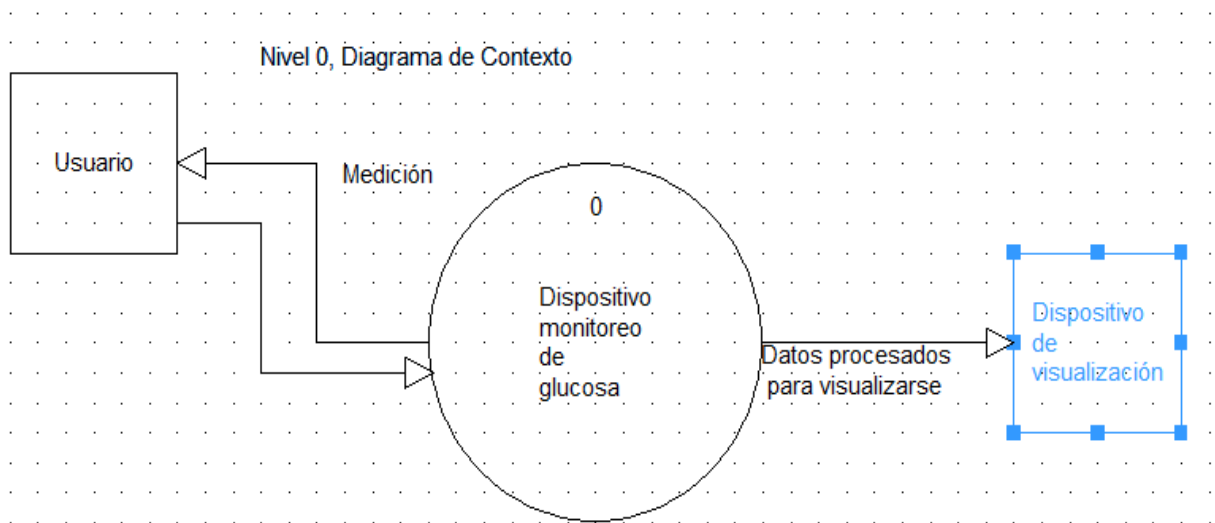 Nivel 0, Diagrama de Contexto
Usuario
Medición
0
Dispositivo
monitoreo
de
glucosa
Datos procesados
para visualizarse
Dispositivo
de
visualización